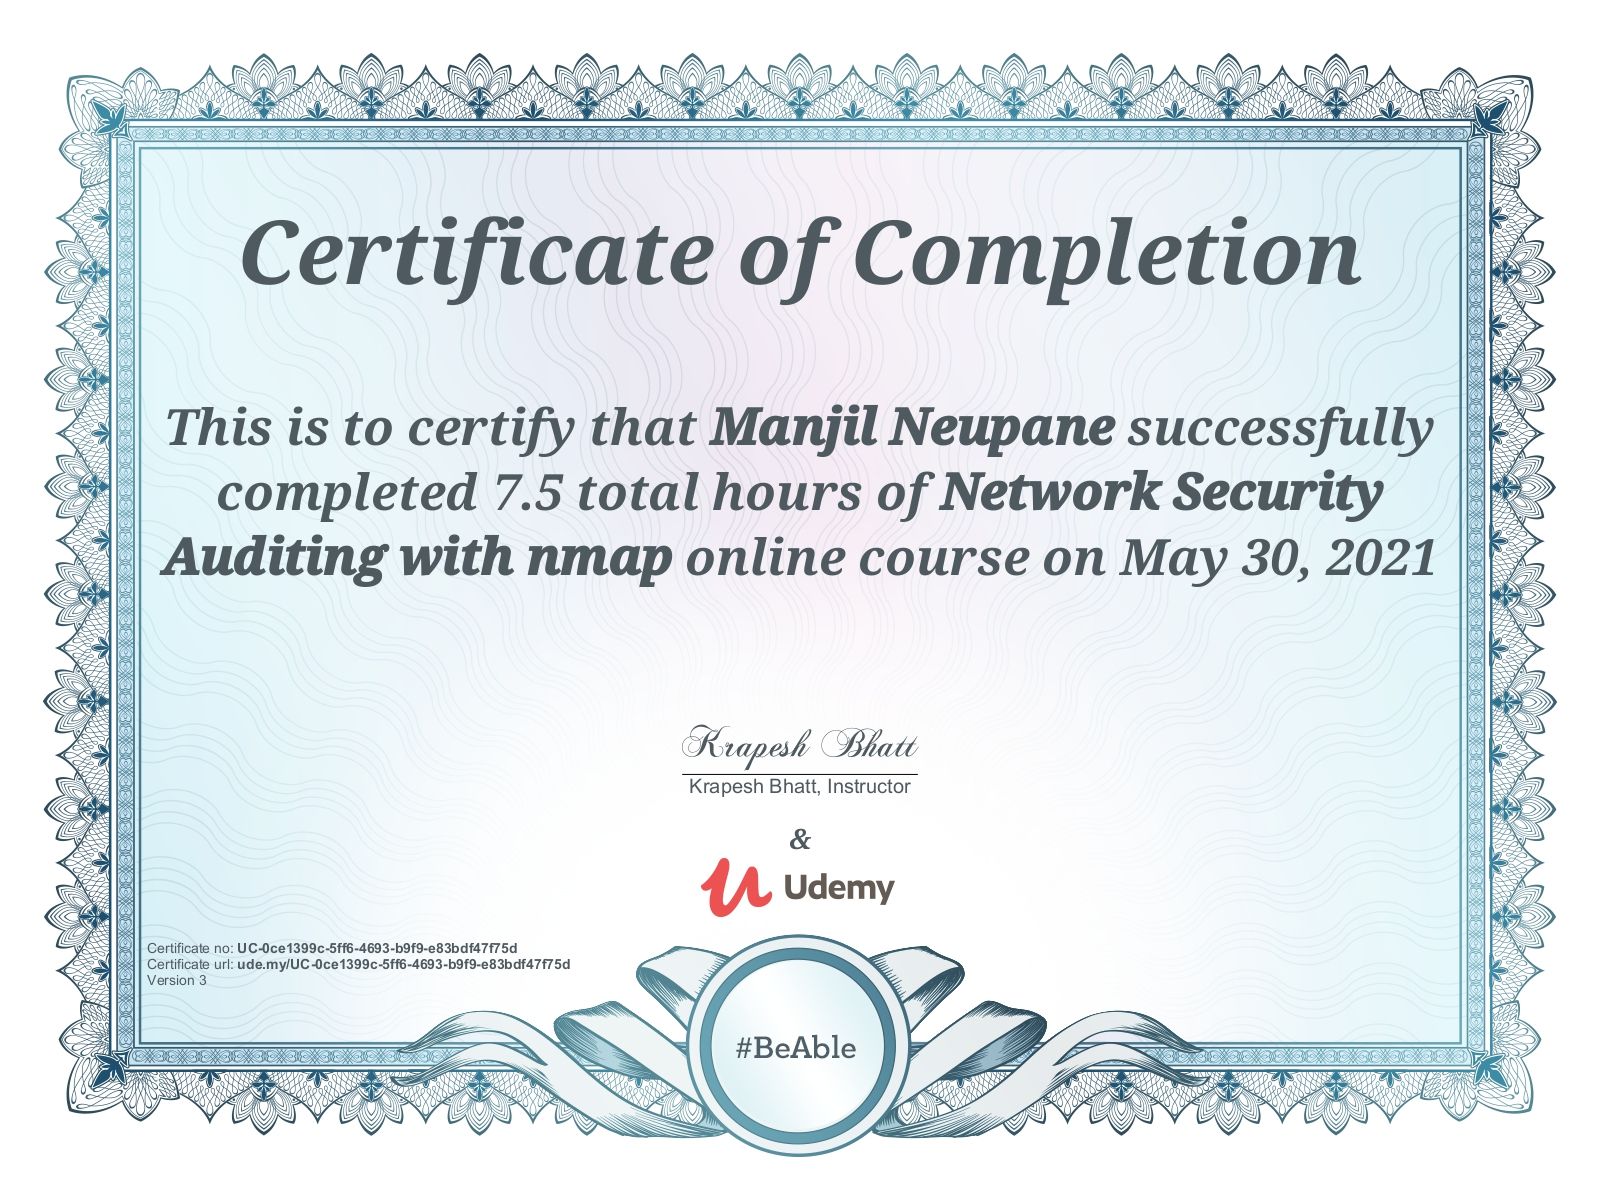 Certificate of Completion
This is to certify that Manjil Neupane successfully
completed 7.5 total hours of Network Security
Auditing with nmap online course on May 30, 2021
Krapesh Bhatt
Krapesh Bhatt, Instructor
&
Udemy
Certificate no: UC-0ce1399c-5ff6-4693-b9f9-e83bdf47f75d
Certificate url: ude.my/UC-0ce1399c-5ff6-4693-b9f9-e83bdf47f75d
Version 3
#BeAble